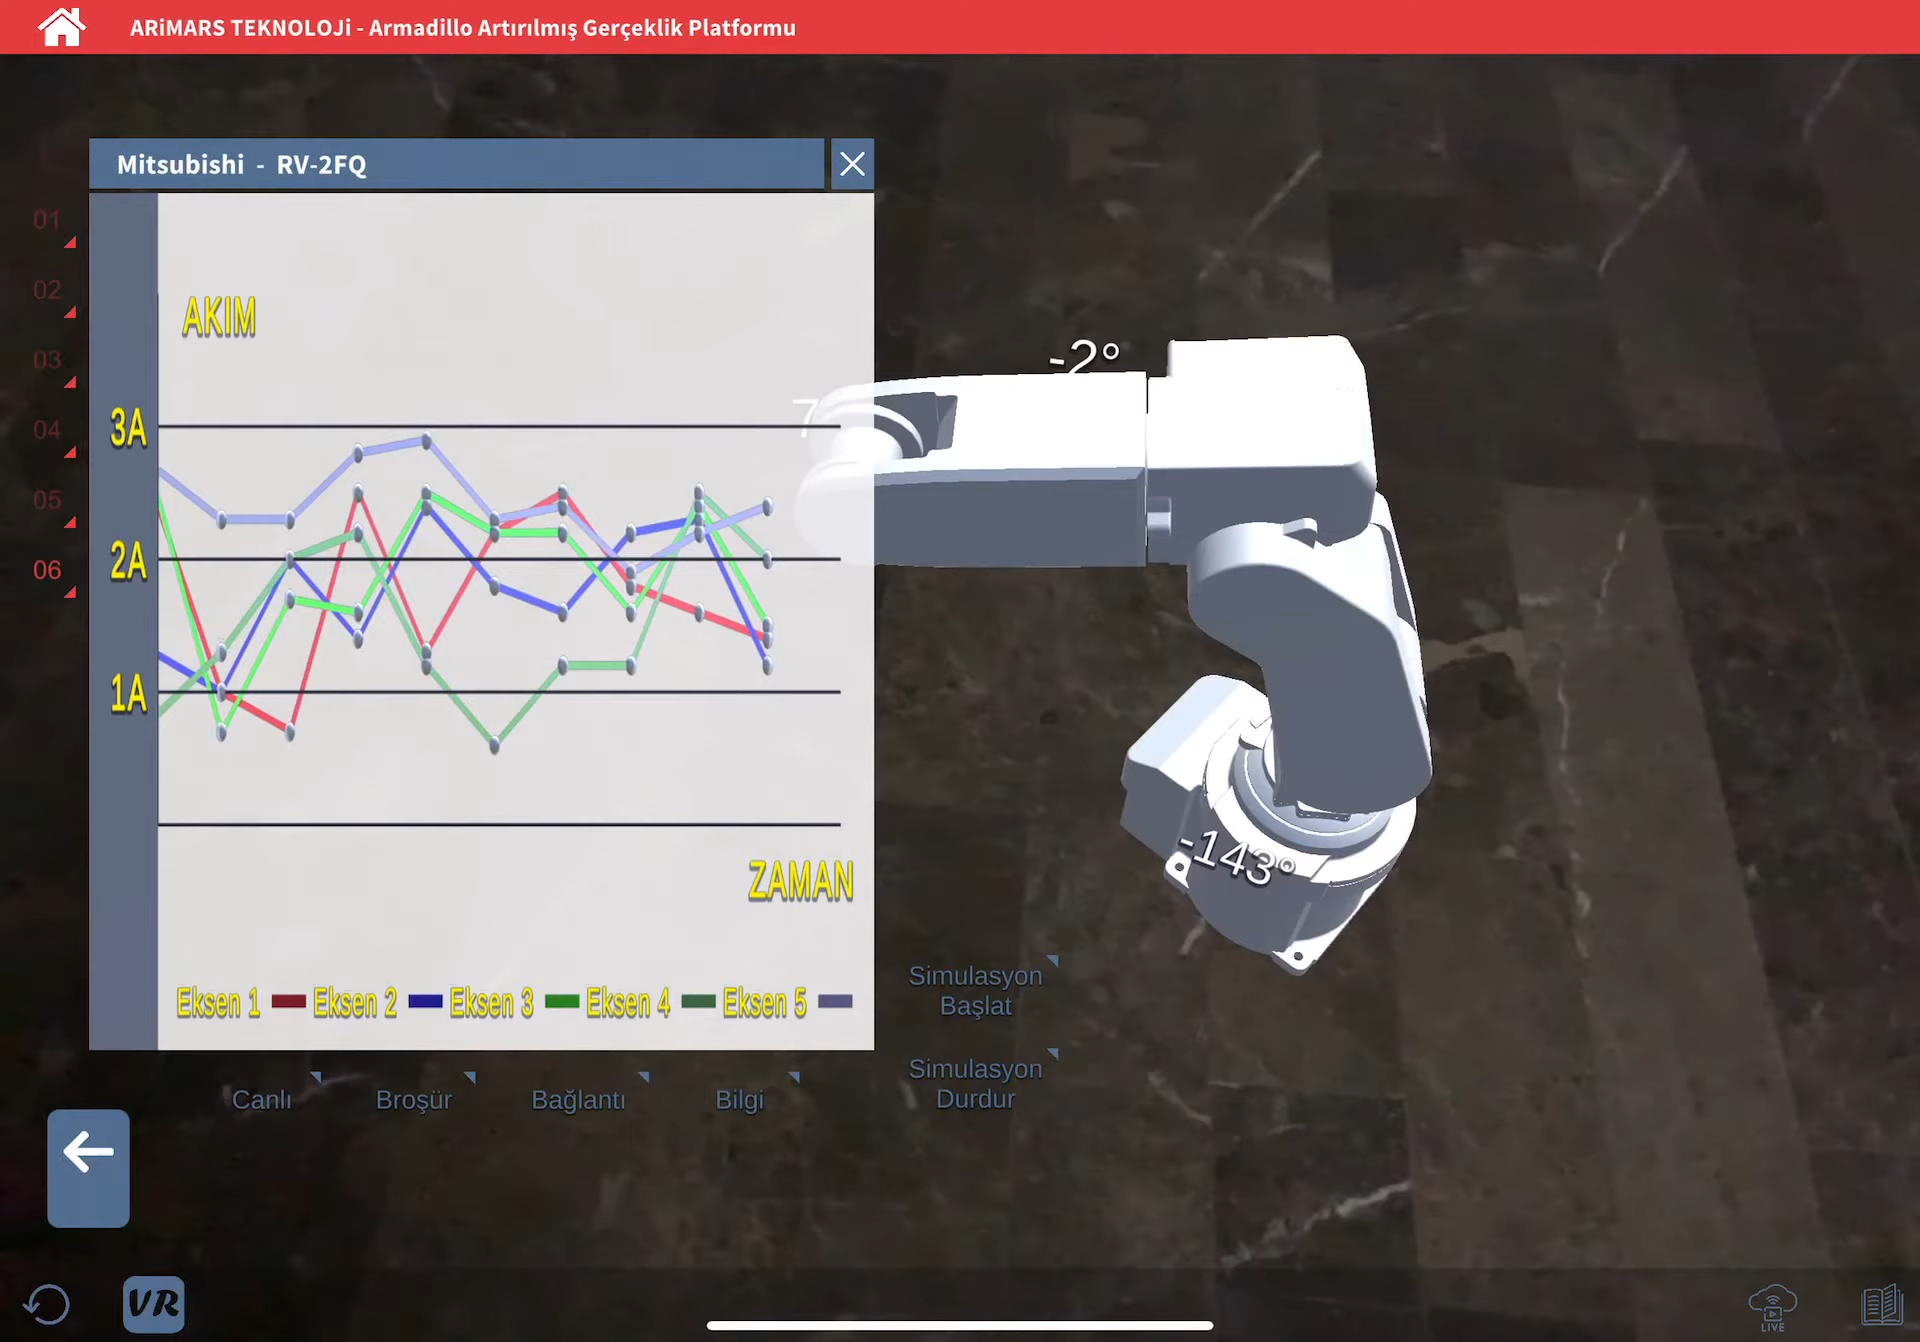 ARiMARS TEKNOLOJi - Armadillo Artırılmış Gerçeklik Platformu
Mitsubishi - RV-2FQ
01
02
03
04
05
06
AKIM
3A
2A
1A
ZAMAN
Eksen 1 Eksen 2 Eksen 3 Eksen 4 Eksen 5
-2°
7
-143°
Simulasyon
Başlat
Simulasyon
Durdur
Canlı Broşür Bağlantı Bilgi
VR
LIVE